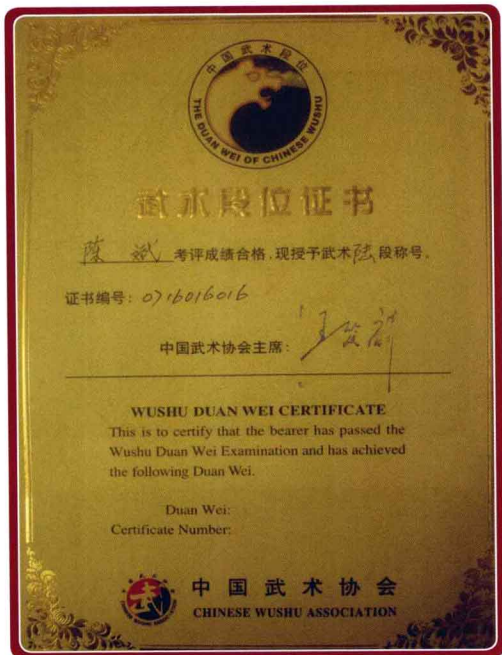 中国武术段位
THE DUAN WEI OF CHINESE WUSHU
武术段位证书
陈斌 考评成绩合格,现授予武术陆段称号。
证书编号: 0716016016
中国武术协会主席:
WUSHU DUAN WEI CERTIFICATE
This is to certify that the bearer has passed the
Wushu Duan Wei Examination and has achieved
the following Duan Wei.
Duan Wei:
Certificate Number:
中国武术协会
CHINESE WUSHU ASSOCIATION